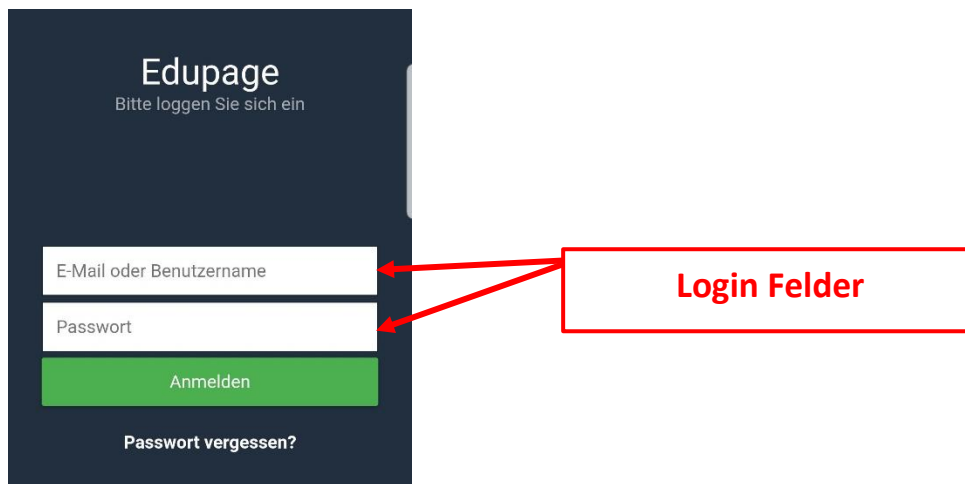 Edupage
Bitte loggen Sie sich ein
E-Mail oder Benutzername
Passwort
Anmelden
Passwort vergessen?
Login Felder